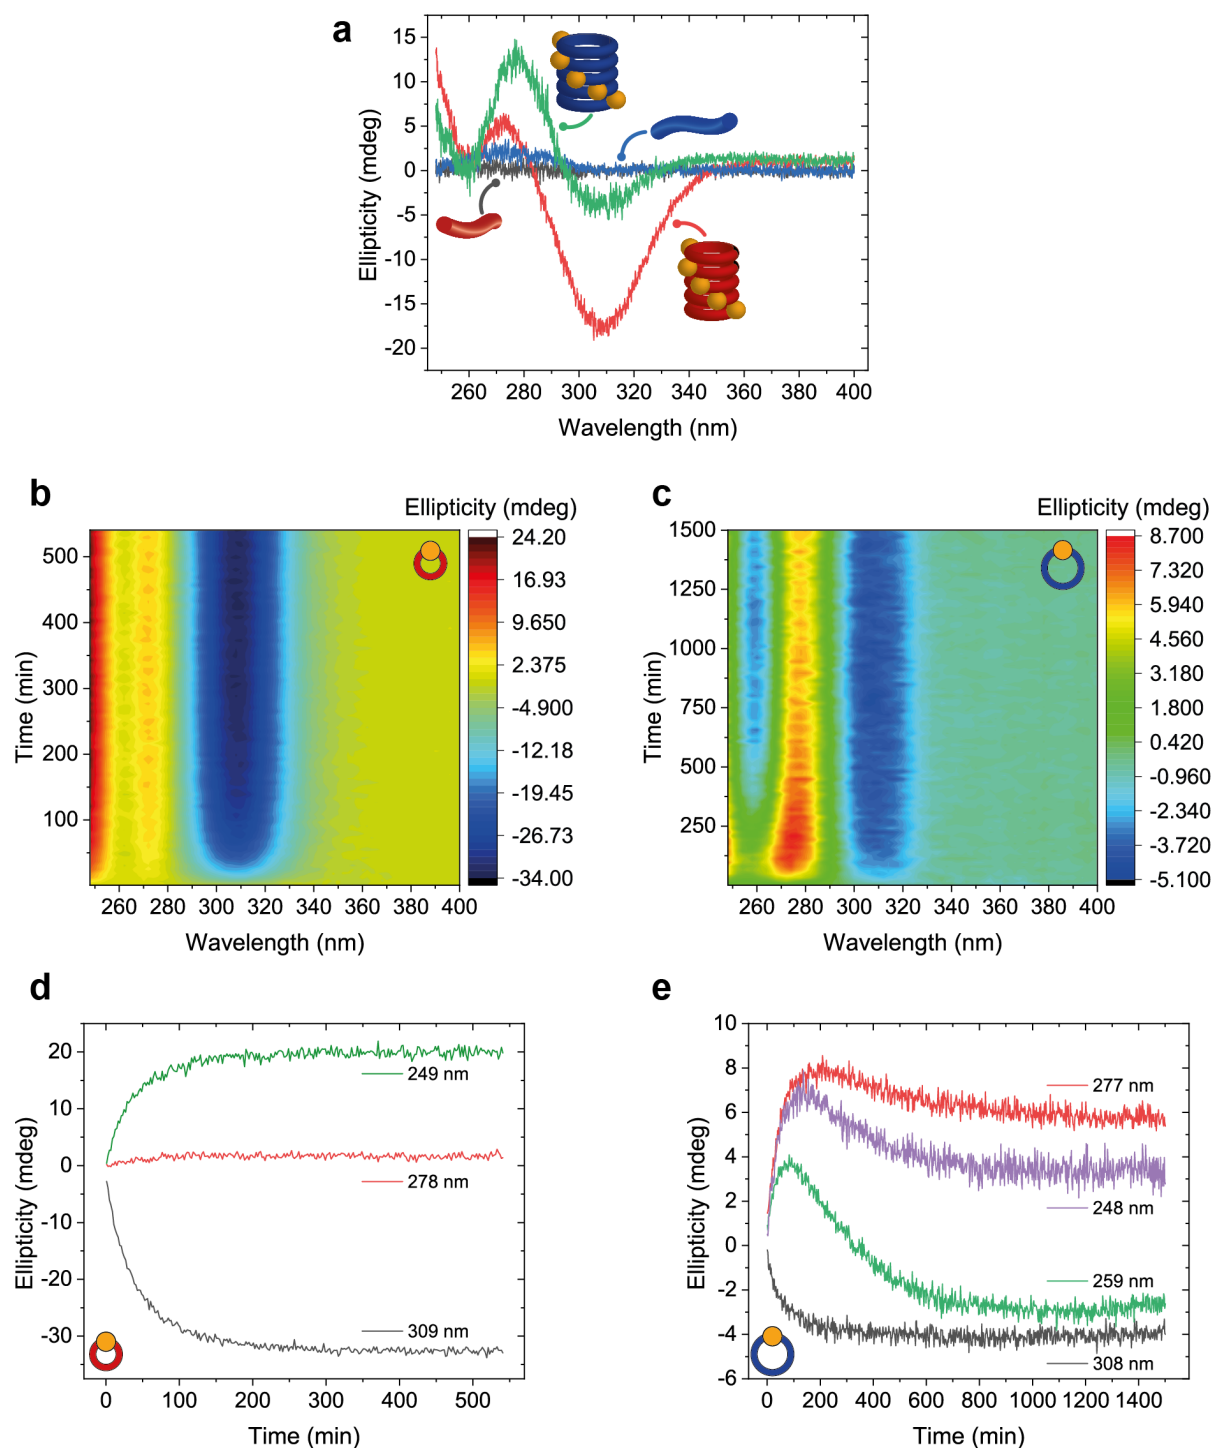 a
15
10
5
0
-5
-10
-15
-20
Ellipticity (mdeg)
260 280 300 320 340 360 380 400
Wavelength (nm)
b
Ellipticity (mdeg)
500
400
300
200
100
Time (min)
24.20
16.93
9.650
2.375
-4.900
-12.18
-19.45
-26.73
-34.00
260 280 300 320 340 360 380 400
Wavelength (nm)
c
Ellipticity (mdeg)
1500
1250
1000
750
500
250
Time (min)
8.700
7.320
5.940
4.560
3.180
1.800
0.420
-0.960
-2.340
-3.720
-5.100
260 280 300 320 340 360 380 400
Wavelength (nm)
d
20
10
0
-10
-20
-30
Ellipticity (mdeg)
249 nm
278 nm
309 nm
0 100 200 300 400 500
Time (min)
e
10
8
6
4
2
0
-2
-4
-6
Ellipticity (mdeg)
277 nm
248 nm
259 nm
308 nm
0 200 400 600 800 1000 1200 1400
Time (min)